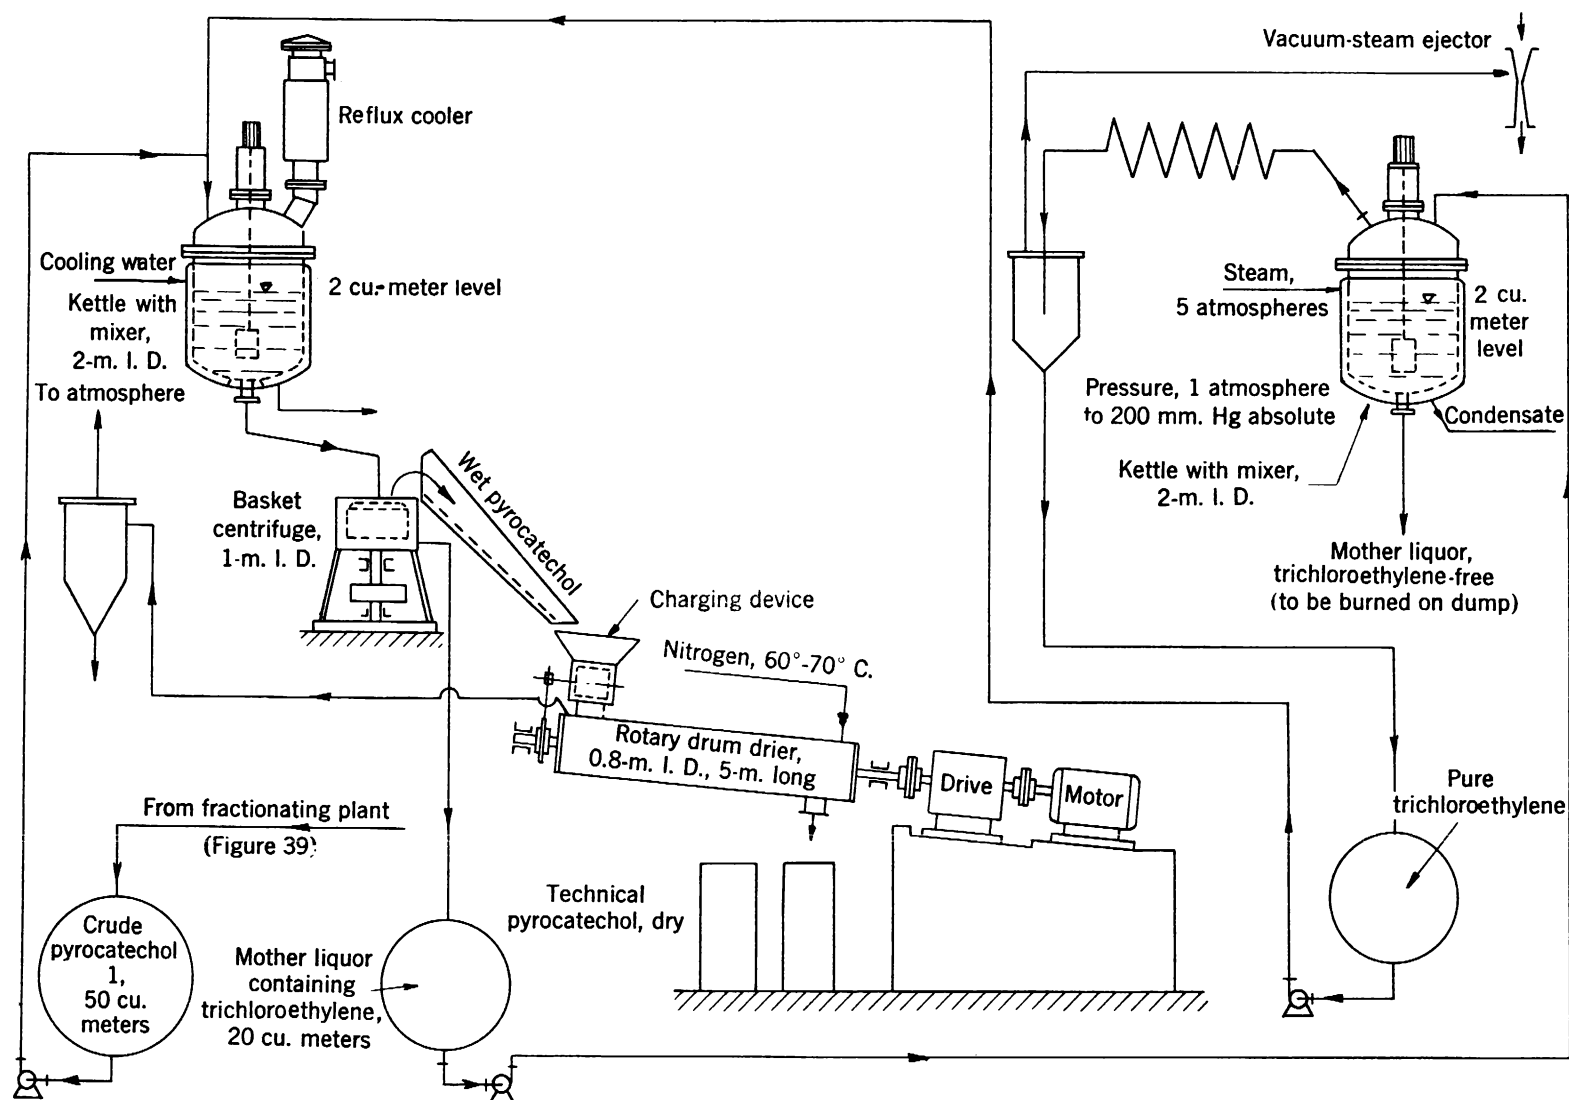 Vacuum-steam ejector
Reflux cooler
Cooling water
Kettle with
mixer,
2-m. I. D.
2 cu.-meter level
To atmosphere
Steam,
5 atmospheres
2 cu.
meter
level
Pressure, 1 atmosphere
to 200 mm. Hg absolute
Condensate
Kettle with mixer,
2-m. I. D.
Basket
centrifuge,
1-m. I. D.
Wet pyrocatechol
Mother liquor,
trichloroethylene-free
(to be burned on dump)
Charging device
Nitrogen, 60°-70° C.
Rotary drum drier,
0.8-m. I. D., 5-m. long
Drive
Motor
Pure
trichloroethylene
From fractionating plant
(Figure 39)
Technical
pyrocatechol, dry
Crude
pyrocatechol
1,
50 cu.
meters
Mother liquor
containing
trichloroethylene,
20 cu. meters